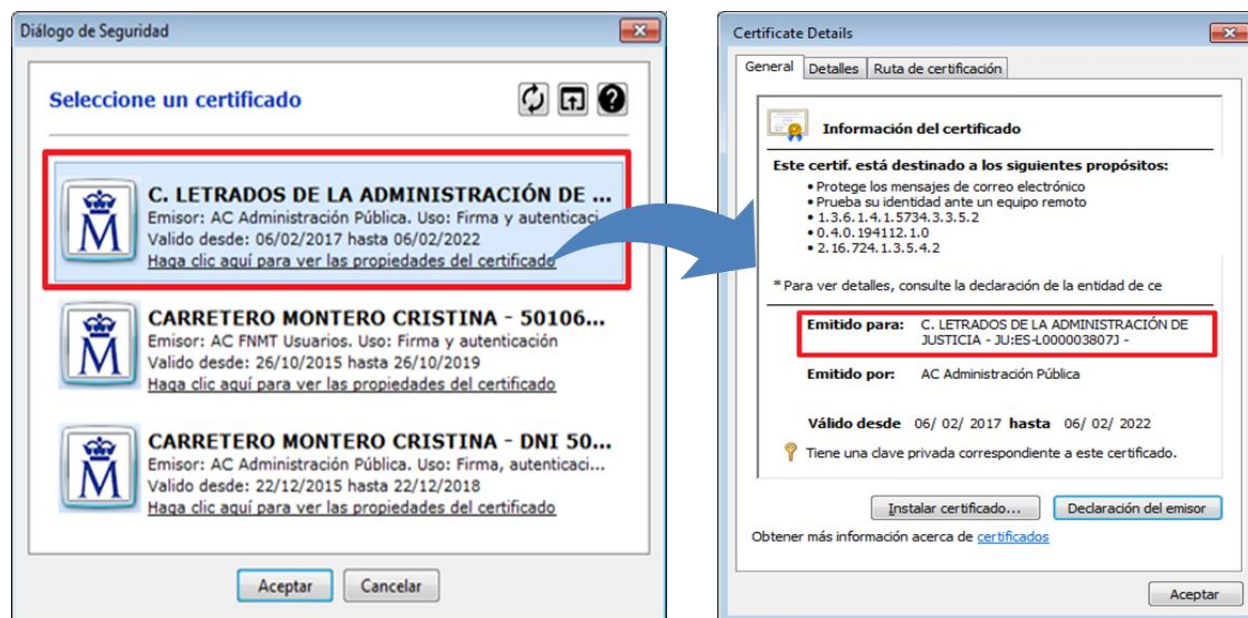 Diálogo de Seguridad
Seleccione un certificado
C. LETRADOS DE LA ADMINISTRACIÓN DE ...
Emisor: AC Administración Pública. Uso: Firma y autenticaci...
Valido desde: 06/02/2017 hasta 06/02/2022
Haga clic aquí para ver las propiedades del certificado
CARRETERO MONTERO CRISTINA - 50106...
Emisor: AC FNMT Usuarios. Uso: Firma y autenticación
Valido desde: 26/10/2015 hasta 26/10/2019
Haga clic aquí para ver las propiedades del certificado
CARRETERO MONTERO CRISTINA - DNI 50...
Emisor: AC Administración Pública. Uso: Firma, autenticaci...
Valido desde: 22/12/2015 hasta 22/12/2018
Haga clic aquí para ver las propiedades del certificado
Aceptar Cancelar
Certificate Details
General Detalles Ruta de certificación
Información del certificado
Este certif. está destinado a los siguientes propósitos:
• Protege los mensajes de correo electrónico
• Prueba su identidad ante un equipo remoto
• 1.3.6.1.4.1.5734.3.3.5.2
• 0.4.0.194112.1.0
• 2.16.724.1.3.5.4.2
* Para ver detalles, consulte la declaración de la entidad de ce
Emitido para: C. LETRADOS DE LA ADMINISTRACIÓN DE
JUSTICIA - JU:ES-L000003807J -
Emitido por: AC Administración Pública
Válido desde 06/ 02/ 2017 hasta 06/ 02/ 2022
Tiene una clave privada correspondiente a este certificado.
Instalar certificado... Declaración del emisor
Obtener más información acerca de certificados
Aceptar